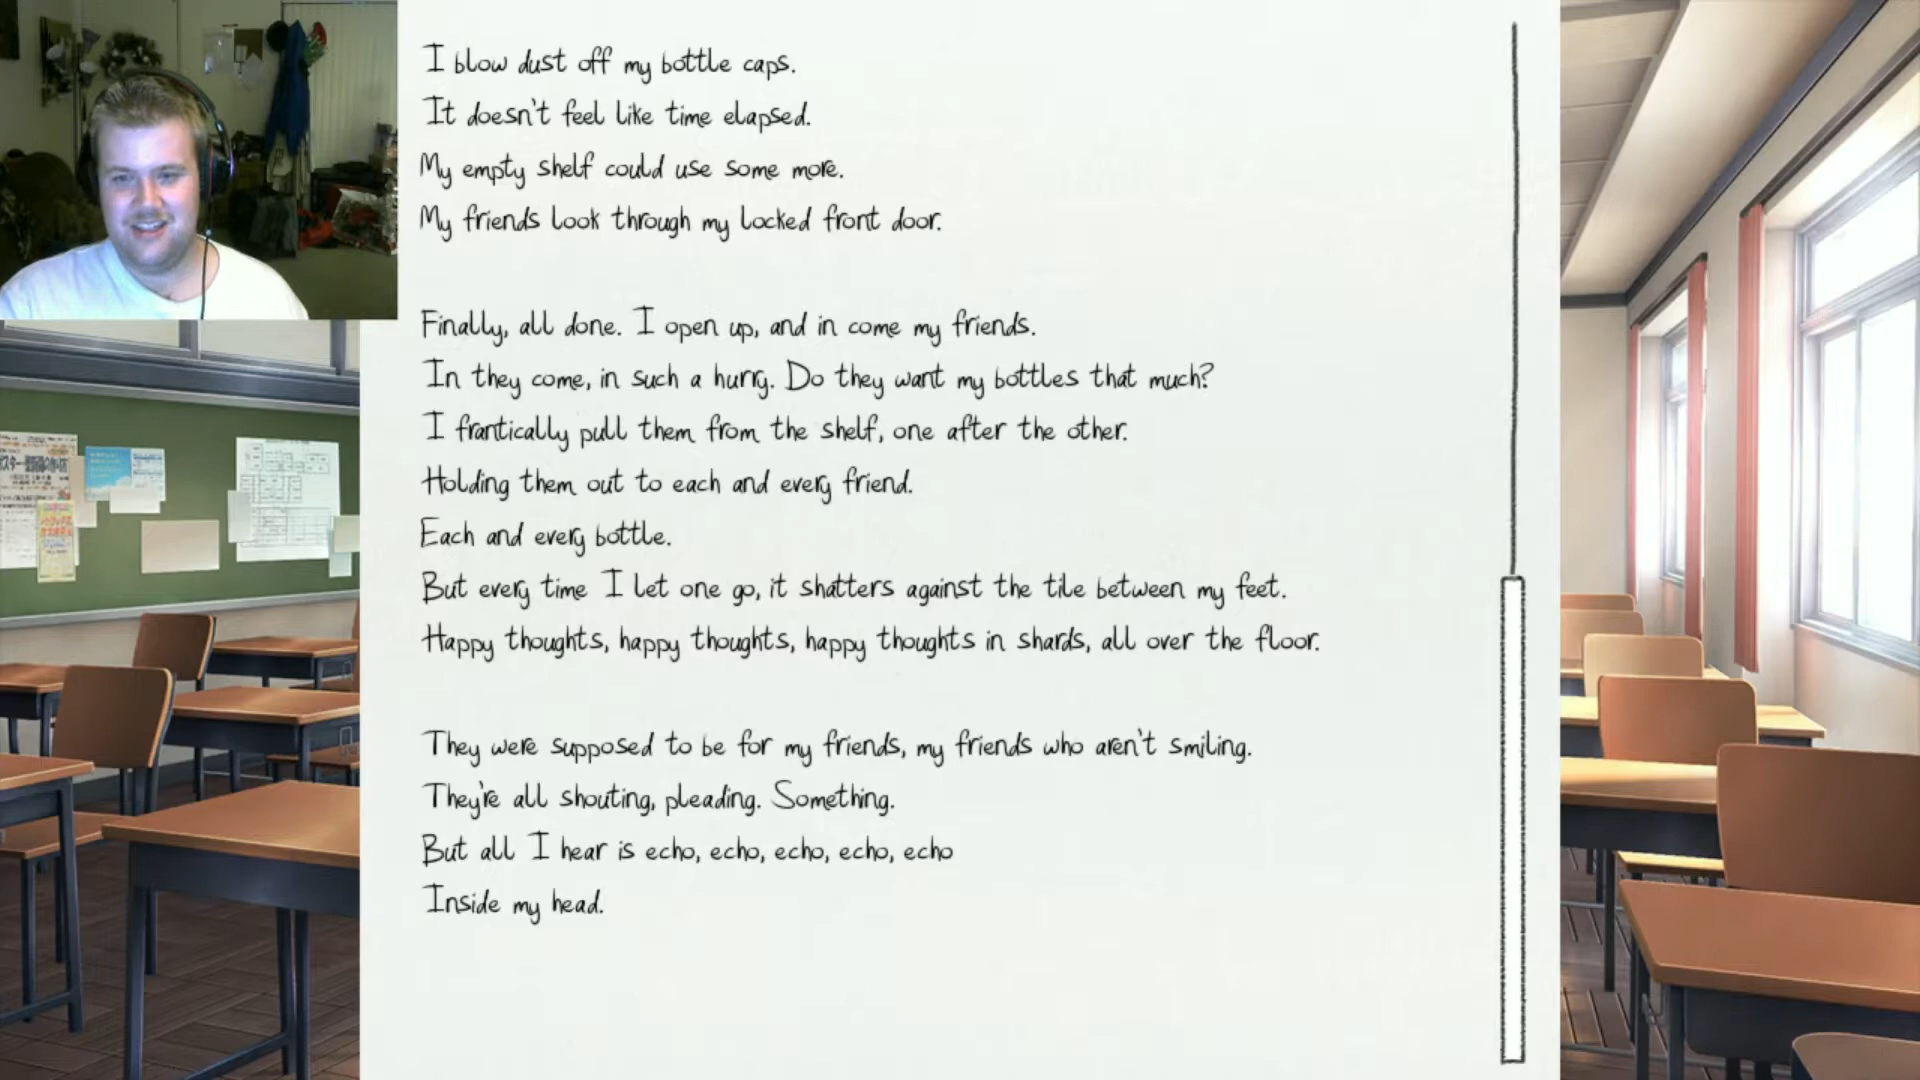 I blow dust off my bottle caps.
It doesn't feel like time elapsed.
My empty shelf could use some more.
My friends look through my locked front door.
Finally, all done. I open up, and in come my friends.
In they come, in such a hurry. Do they want my bottles that much?
I frantically pull them from the shelf, one after the other.
Holding them out to each and every friend.
Each and every bottle.
But every time I let one go, it shatters against the tile between my feet.
Happy thoughts, happy thoughts, happy thoughts in shards, all over the floor.
They were supposed to be for my friends, my friends who aren't smiling.
They're all shouting, pleading. Something.
But all I hear is echo, echo, echo, echo, echo
Inside my head.